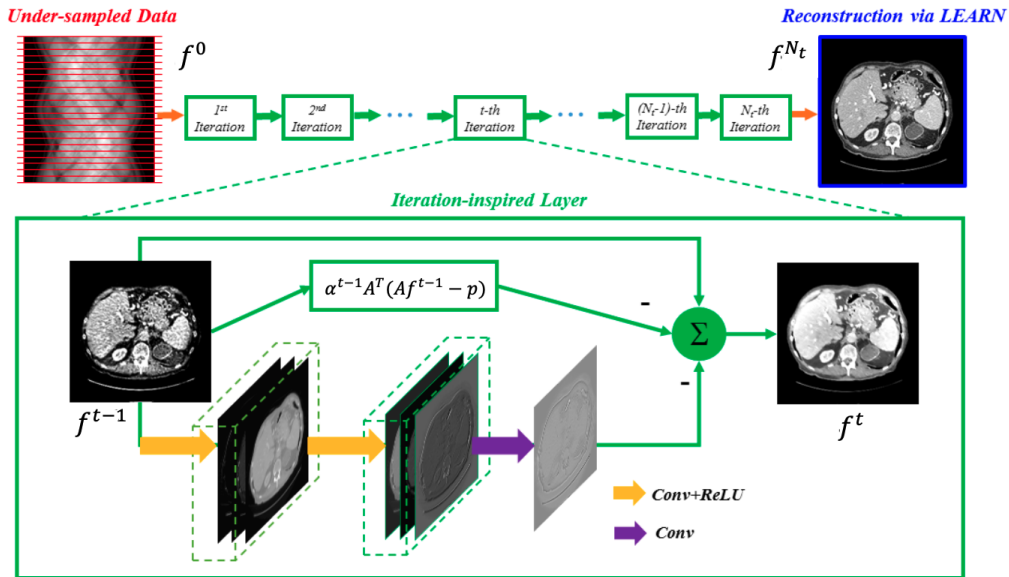 Under-sampled Data
Reconstruction via LEARN
f^0
f^{N_t}
1st
Iteration
2nd
Iteration
...
t-th
Iteration
...
(N_t-1)-th
Iteration
N_t-th
Iteration
Iteration-inspired Layer
α^{t-1}A^T(Af^{t-1} − p)
-
Σ
-
f^{t-1}
f^t
Conv+ReLU
Conv